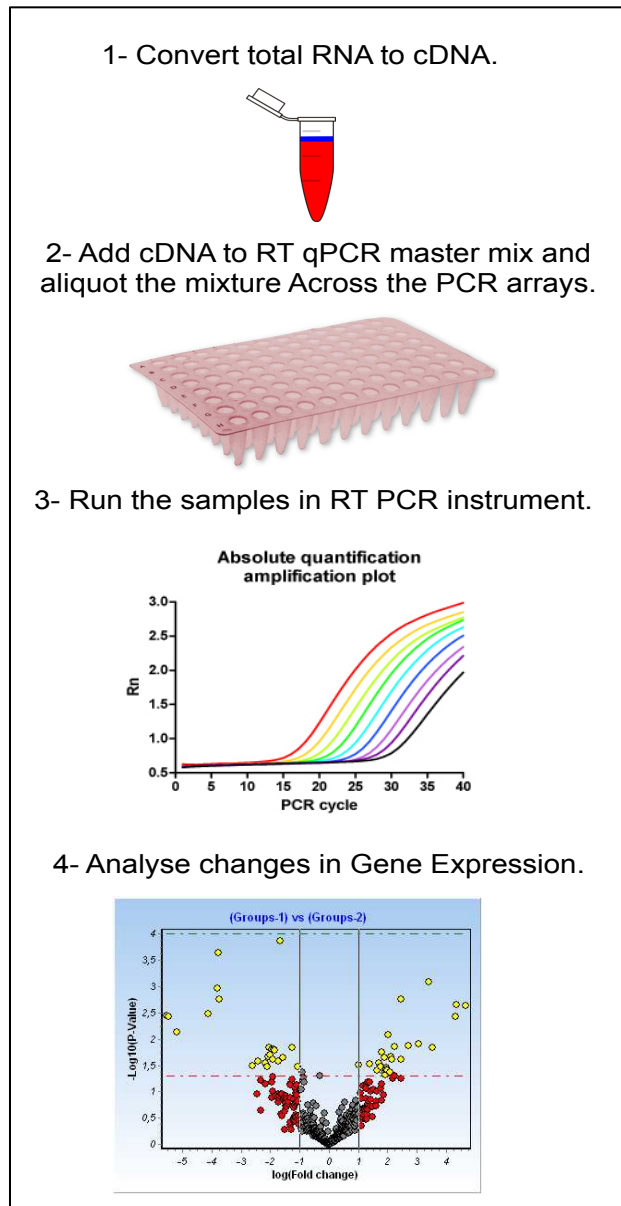 1- Convert total RNA to cDNA.
2- Add cDNA to RT qPCR master mix and
aliquot the mixture Across the PCR arrays.
3- Run the samples in RT PCR instrument.
Absolute quantification
amplification plot
3.0
2.5
2.0
1.5
1.0
0.5
Rn
0 5 10 15 20 25 30 35 40
PCR cycle
4- Analyse changes in Gene Expression.
(Groups-1) vs (Groups-2)
4
3,5
3
2,5
2
1,5
1
0,5
0
-Log10(P-Value)
-5 -4 -3 -2 -1 0 1 2 3 4
log(Fold change)